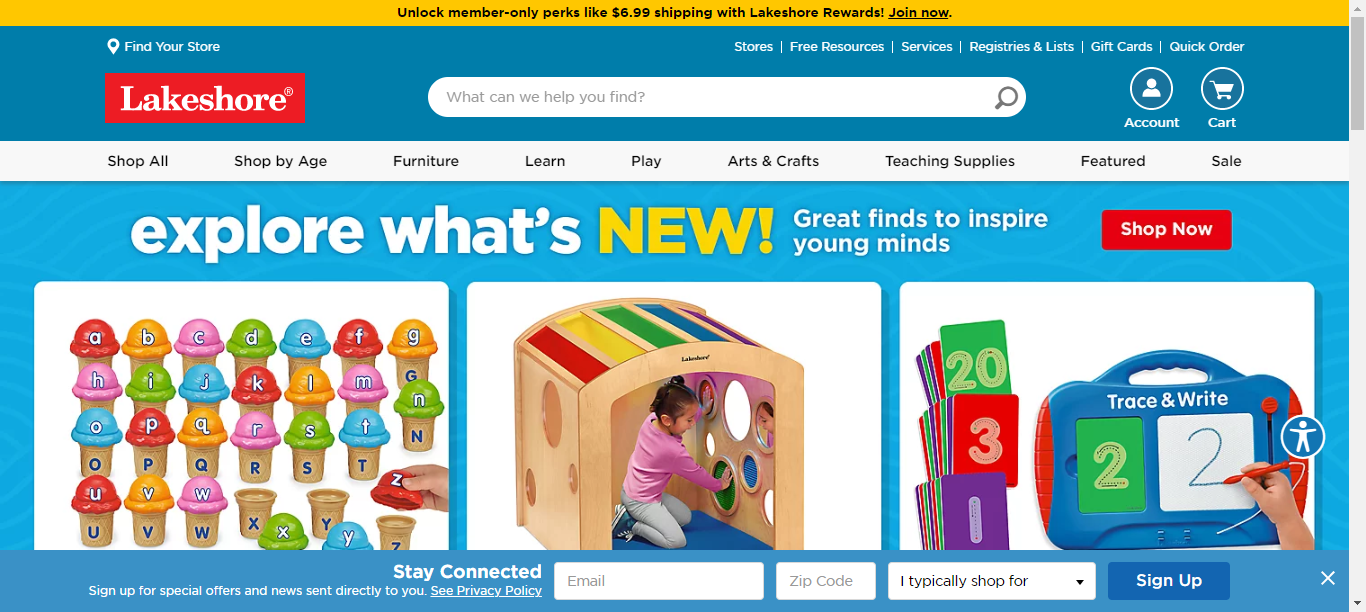 Unlock member-only perks like $6.99 shipping with Lakeshore Rewards! Join now.
Find Your Store
Stores | Free Resources | Services | Registries & Lists | Gift Cards | Quick Order
Lakeshore®
What can we help you find?
Account
Cart
Shop All
Shop by Age
Furniture
Learn
Play
Arts & Crafts
Teaching Supplies
Featured
Sale
explore what's NEW!
Great finds to inspire
young minds
Shop Now
a b c d e f g
G
h i j k l m n
N
o p q r s t
O P Q R S T
u v w z
U V W X x Y y Z
Lakeshore®
20
3
1
Trace & Write
2 2
Stay Connected
Sign up for special offers and news sent directly to you. See Privacy Policy
Email
Zip Code
I typically shop for
Sign Up